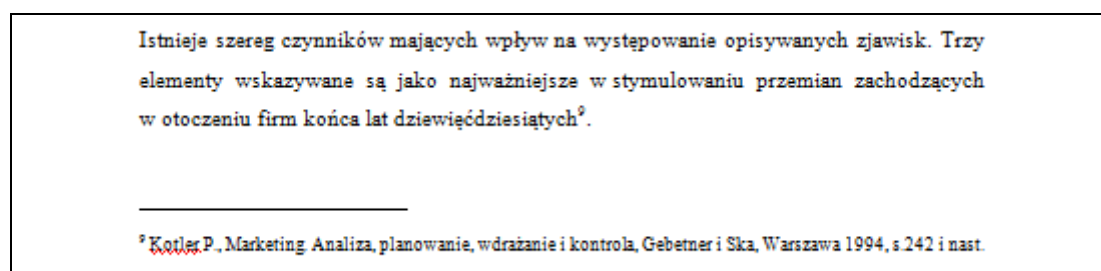 Istnieje szereg czynników mających wpływ na występowanie opisywanych zjawisk. Trzy
elementy wskazywane są jako najważniejsze w stymulowaniu przemian zachodzących
w otoczeniu firm końca lat dziewięćdziesiątych⁹.
⁹ Kotler P., Marketing. Analiza, planowanie, wdrażanie i kontrola, Gebetner i Ska, Warszawa 1994, s.242 i nast.